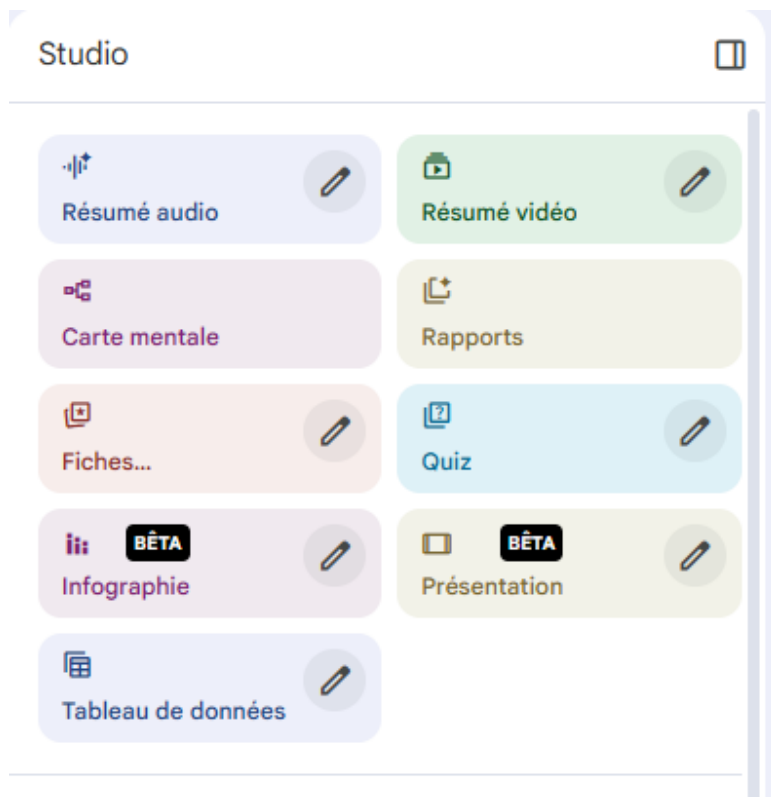 Studio
Résumé audio
Résumé vidéo
Carte mentale
Rapports
Fiches...
Quiz
BÊTA
Infographie
BÊTA
Présentation
Tableau de données